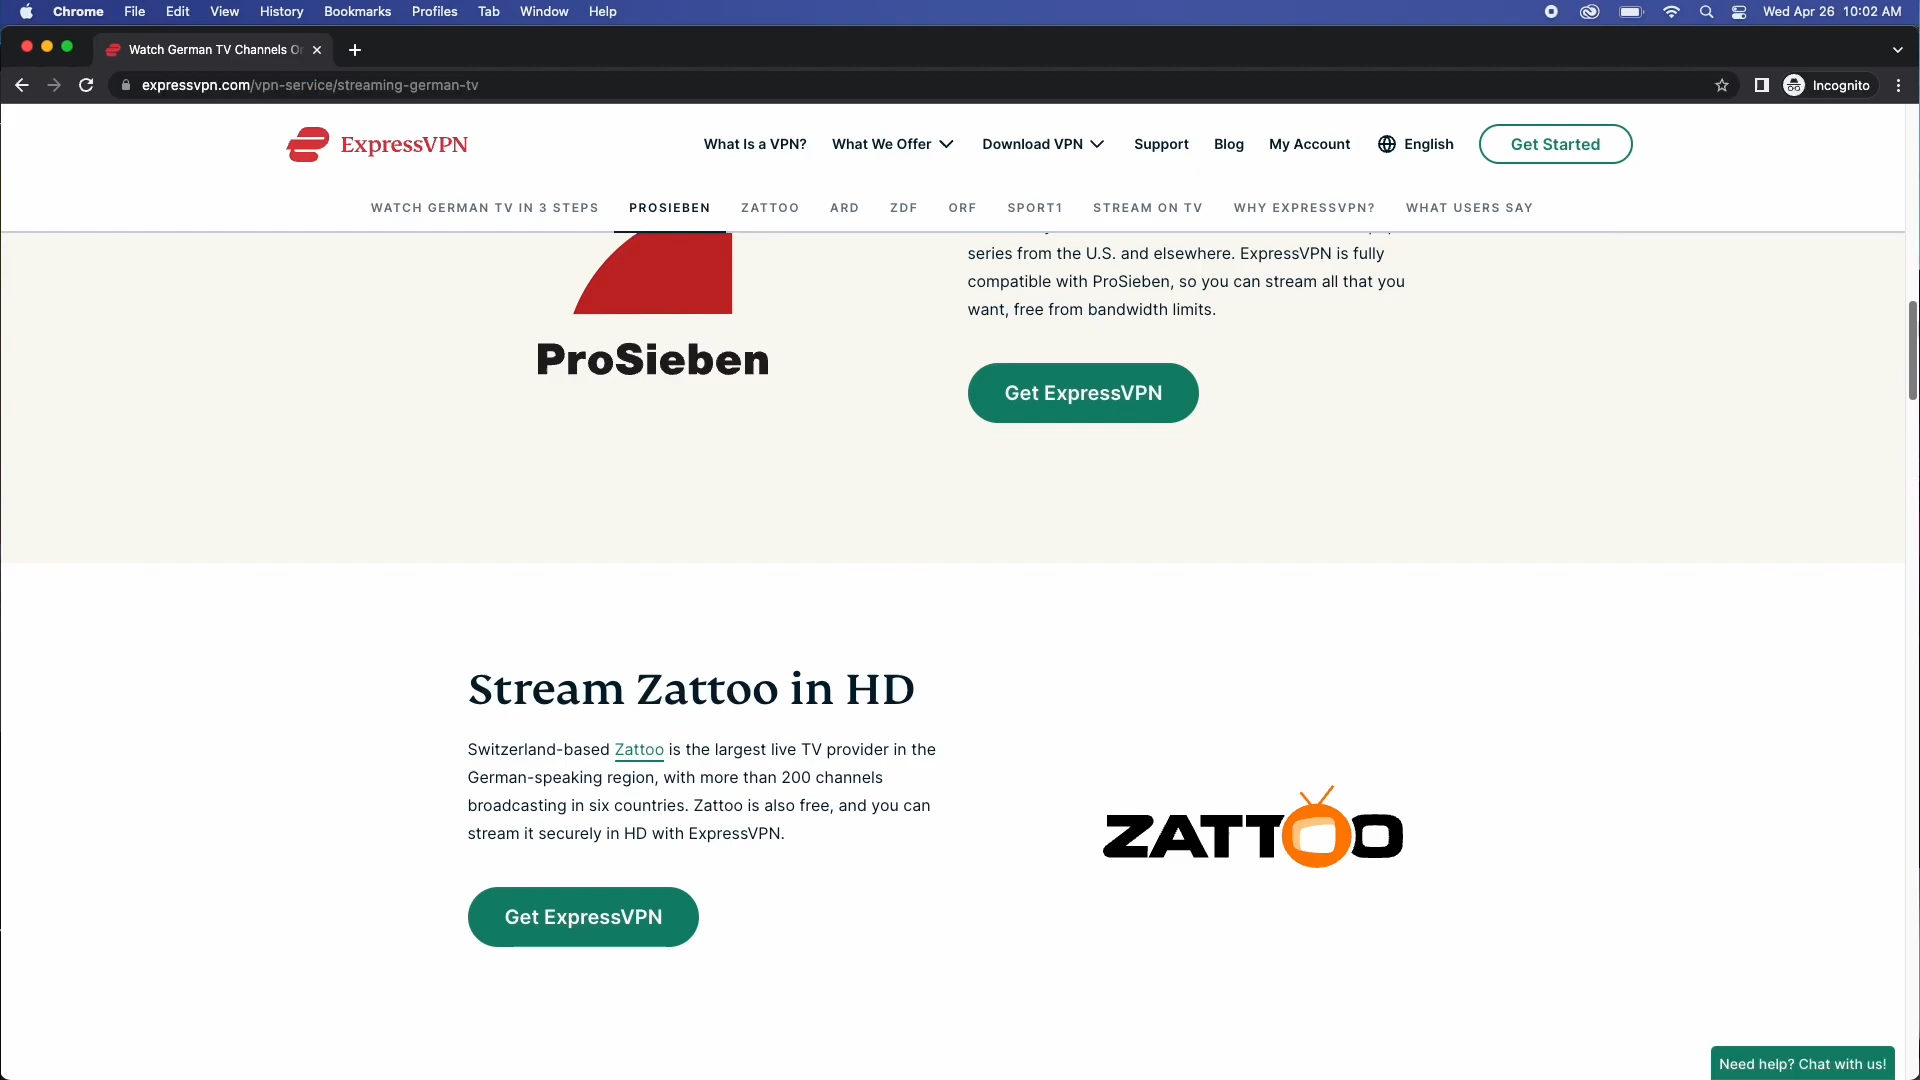 Chrome File Edit View History Bookmarks Profiles Tab Window Help Wed Apr 26 10:02 AM
Watch German TV Channels Or
expressvpn.com/vpn-service/streaming-german-tv Incognito
ExpressVPN What Is a VPN? What We Offer Download VPN Support Blog My Account English Get Started
WATCH GERMAN TV IN 3 STEPS PROSIEBEN ZATTOO ARD ZDF ORF SPORT1 STREAM ON TV WHY EXPRESSVPN? WHAT USERS SAY
ProSieben
series from the U.S. and elsewhere. ExpressVPN is fully
compatible with ProSieben, so you can stream all that you
want, free from bandwidth limits.
Get ExpressVPN
Stream Zattoo in HD
Switzerland-based Zattoo is the largest live TV provider in the
German-speaking region, with more than 200 channels
broadcasting in six countries. Zattoo is also free, and you can
stream it securely in HD with ExpressVPN.
Get ExpressVPN
ZATTOO
Need help? Chat with us!